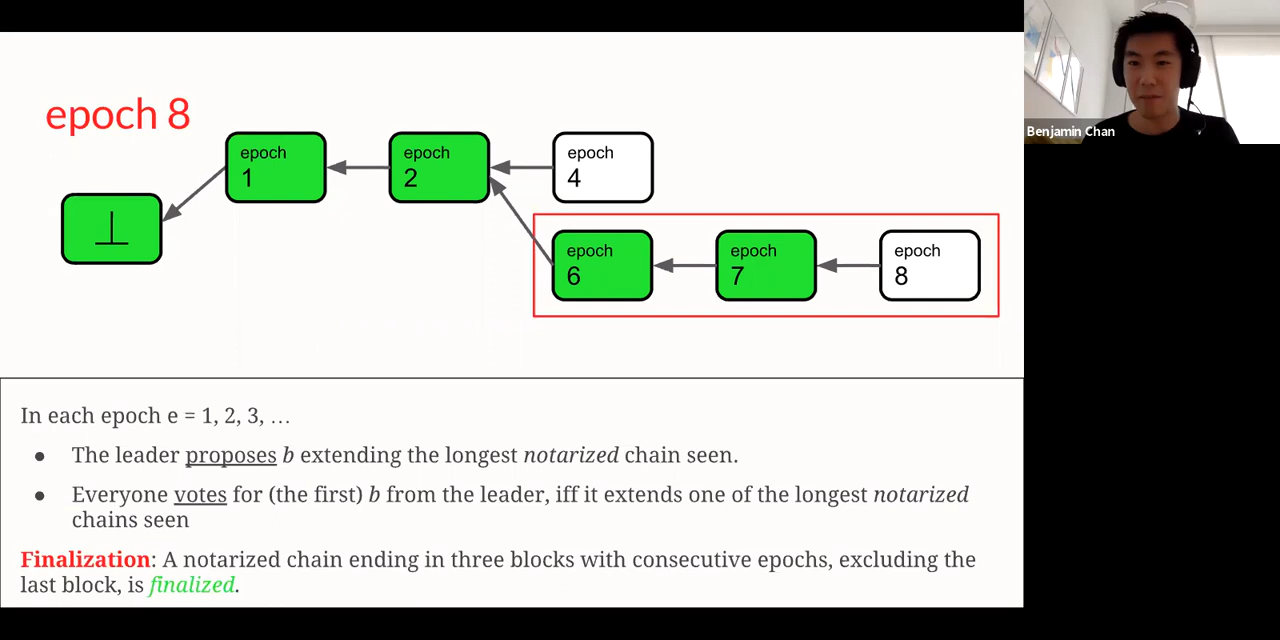 epoch 8
epoch
1
epoch
2
epoch
4
⊥
epoch
6
epoch
7
epoch
8
In each epoch e = 1, 2, 3, …
● The leader proposes b extending the longest notarized chain seen.
● Everyone votes for (the first) b from the leader, iff it extends one of the longest notarized
chains seen
Finalization: A notarized chain ending in three blocks with consecutive epochs, excluding the
last block, is finalized.
Benjamin Chan